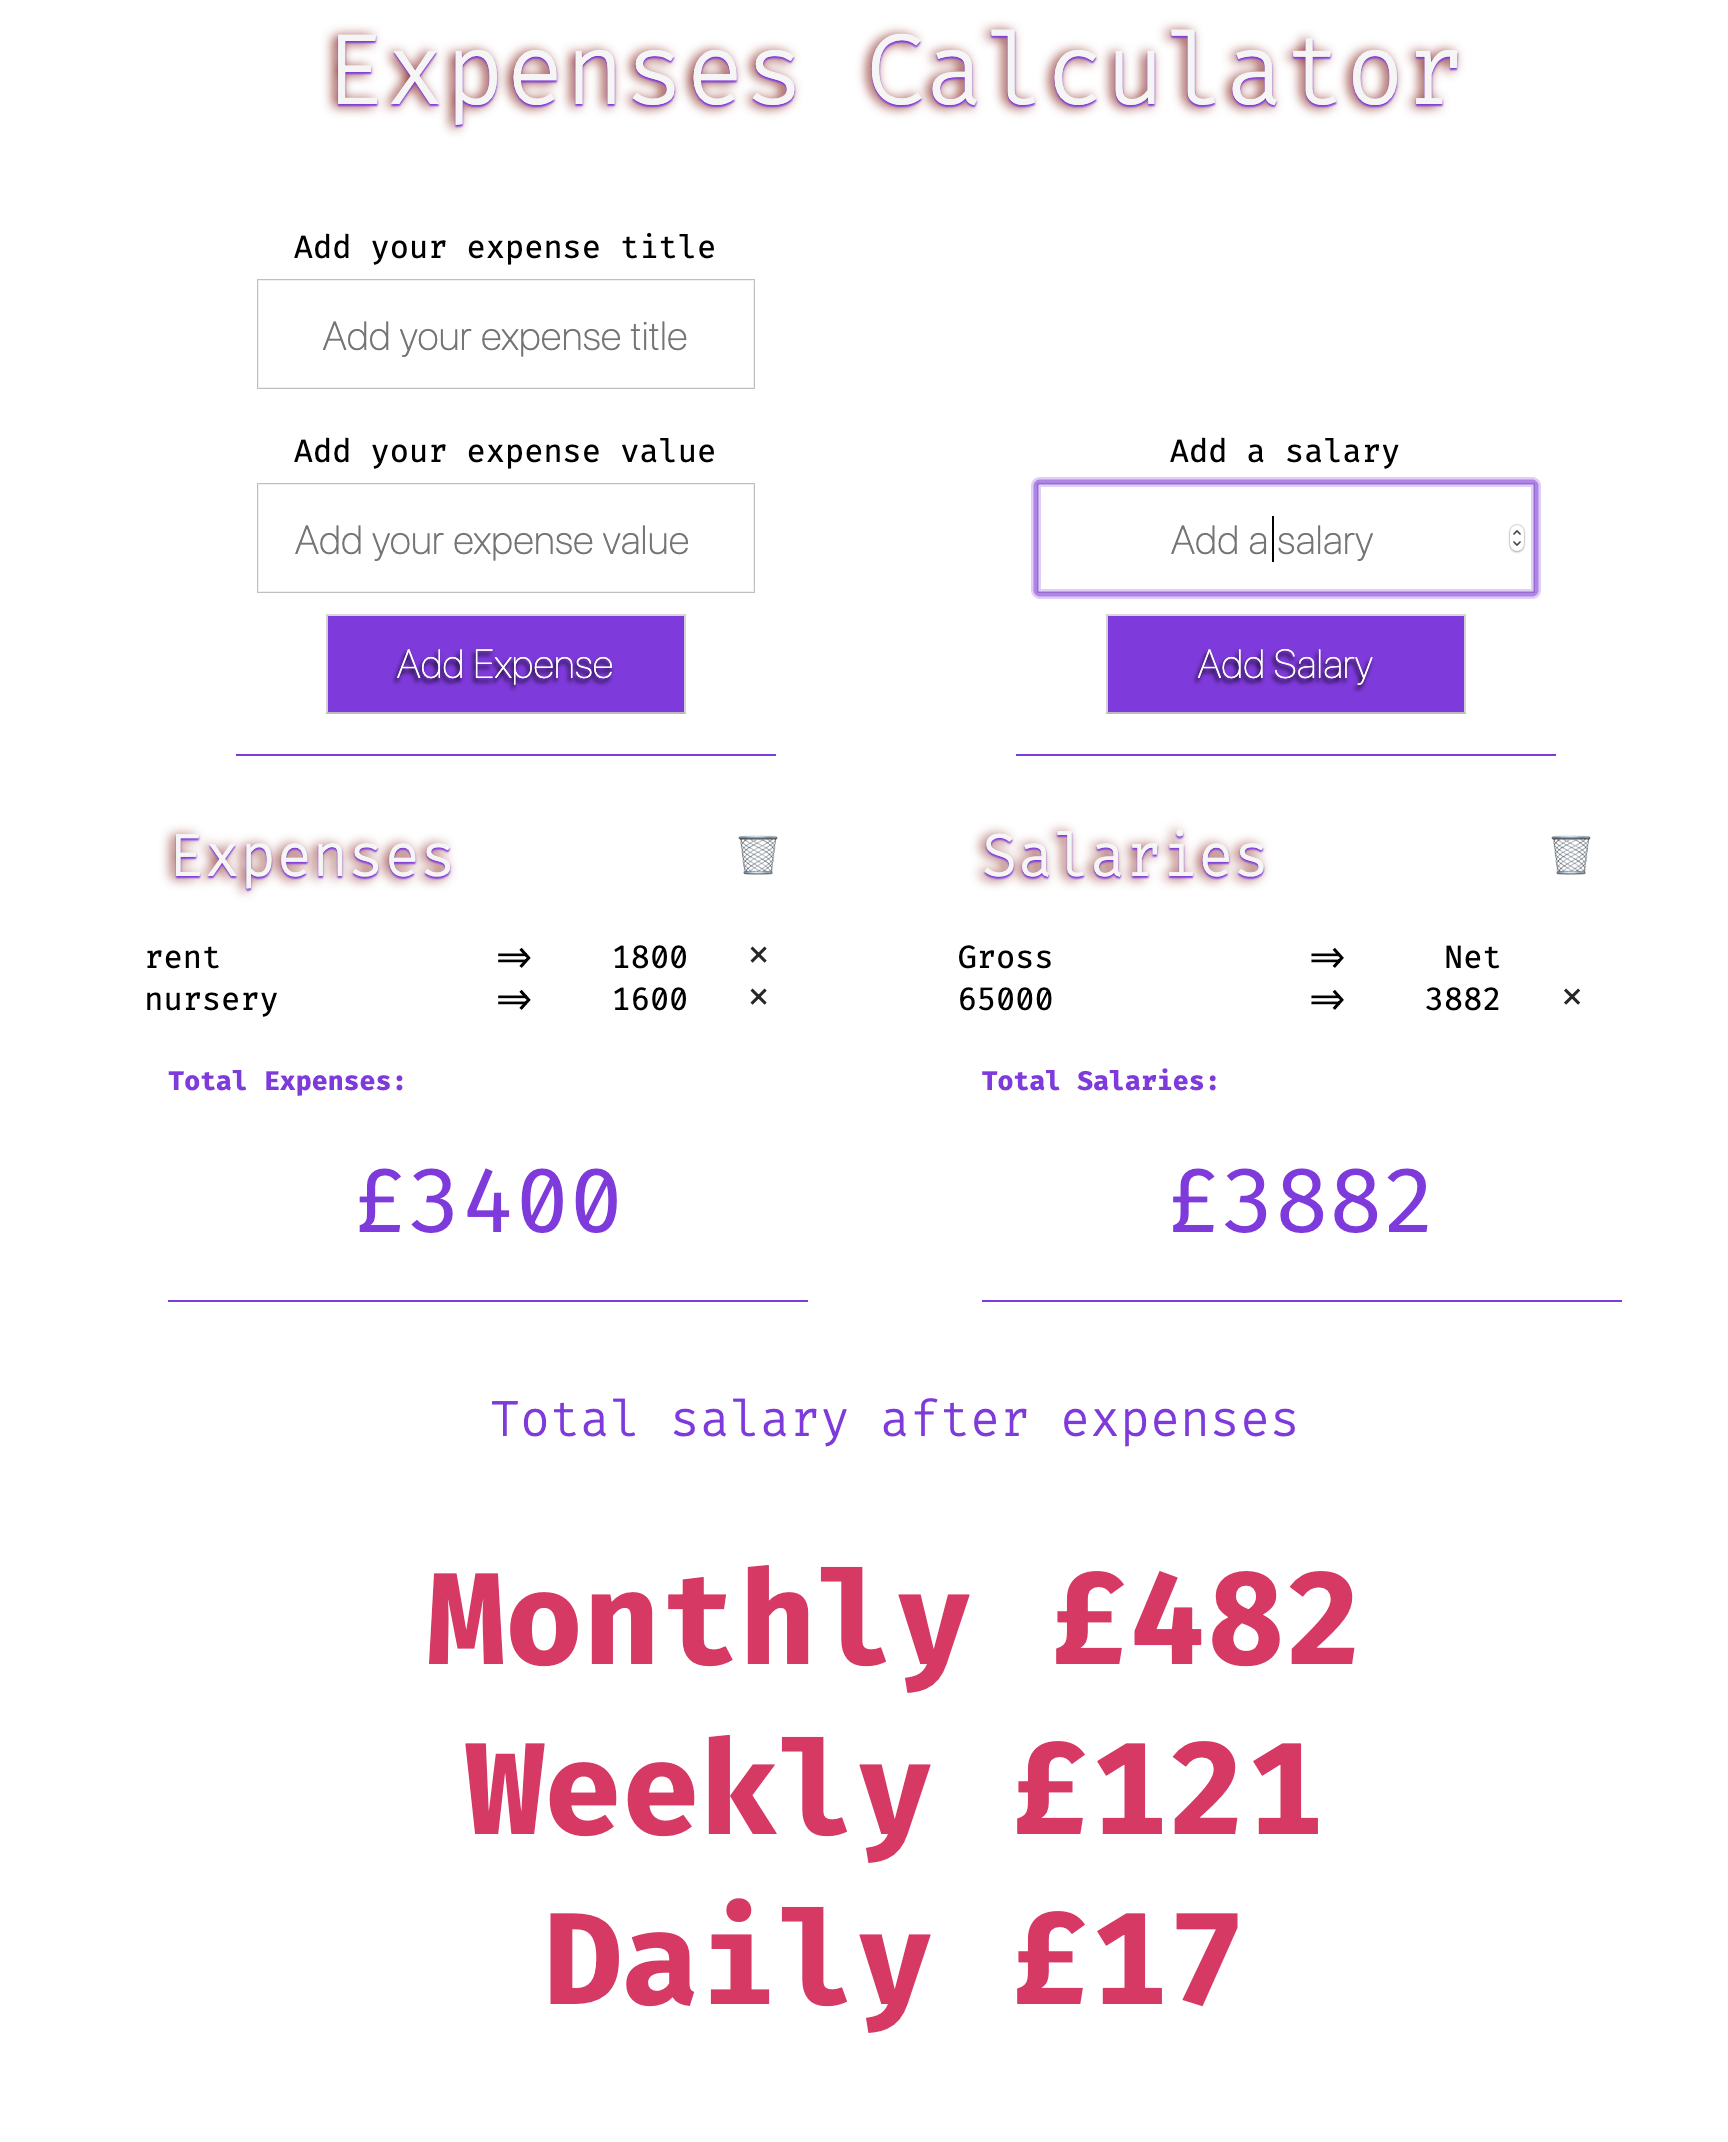 Expenses Calculator
Add your expense title
Add your expense title
Add your expense value
Add your expense value
Add Expense
Add a salary
Add a salary
Add Salary
Expenses
rent ⇒ 1800 ×
nursery ⇒ 1600 ×
Total Expenses:
£3400
Salaries
Gross ⇒ Net
65000 ⇒ 3882 ×
Total Salaries:
£3882
Total salary after expenses
Monthly £482
Weekly £121
Daily £17